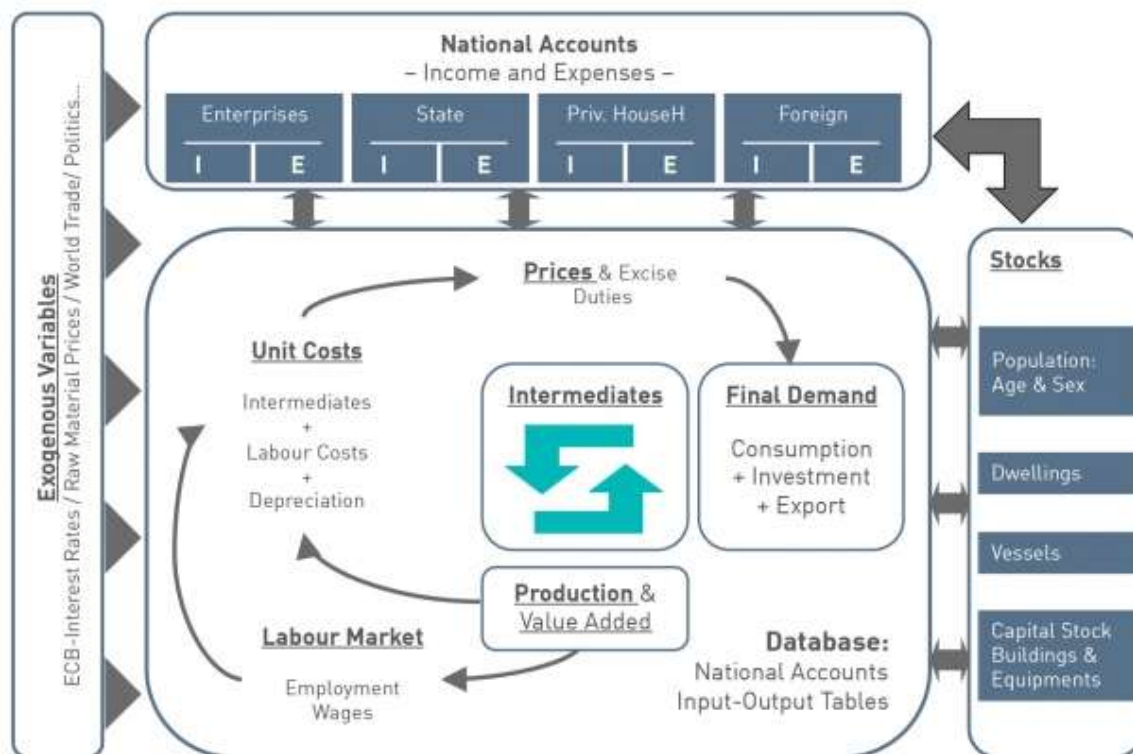 Exogenous Variables
ECB-Interest Rates / Raw Material Prices / World Trade/ Politics...
National Accounts
– Income and Expenses –
Enterprises
I E
State
I E
Priv. HouseH
I E
Foreign
I E
Prices & Excise
Duties
Unit Costs
Intermediates
+
Labour Costs
+
Depreciation
Intermediates
Final Demand
Consumption
+ Investment
+ Export
Production &
Value Added
Labour Market
Employment
Wages
Database:
National Accounts
Input-Output Tables
Stocks
Population:
Age & Sex
Dwellings
Vessels
Capital Stock
Buildings &
Equipments